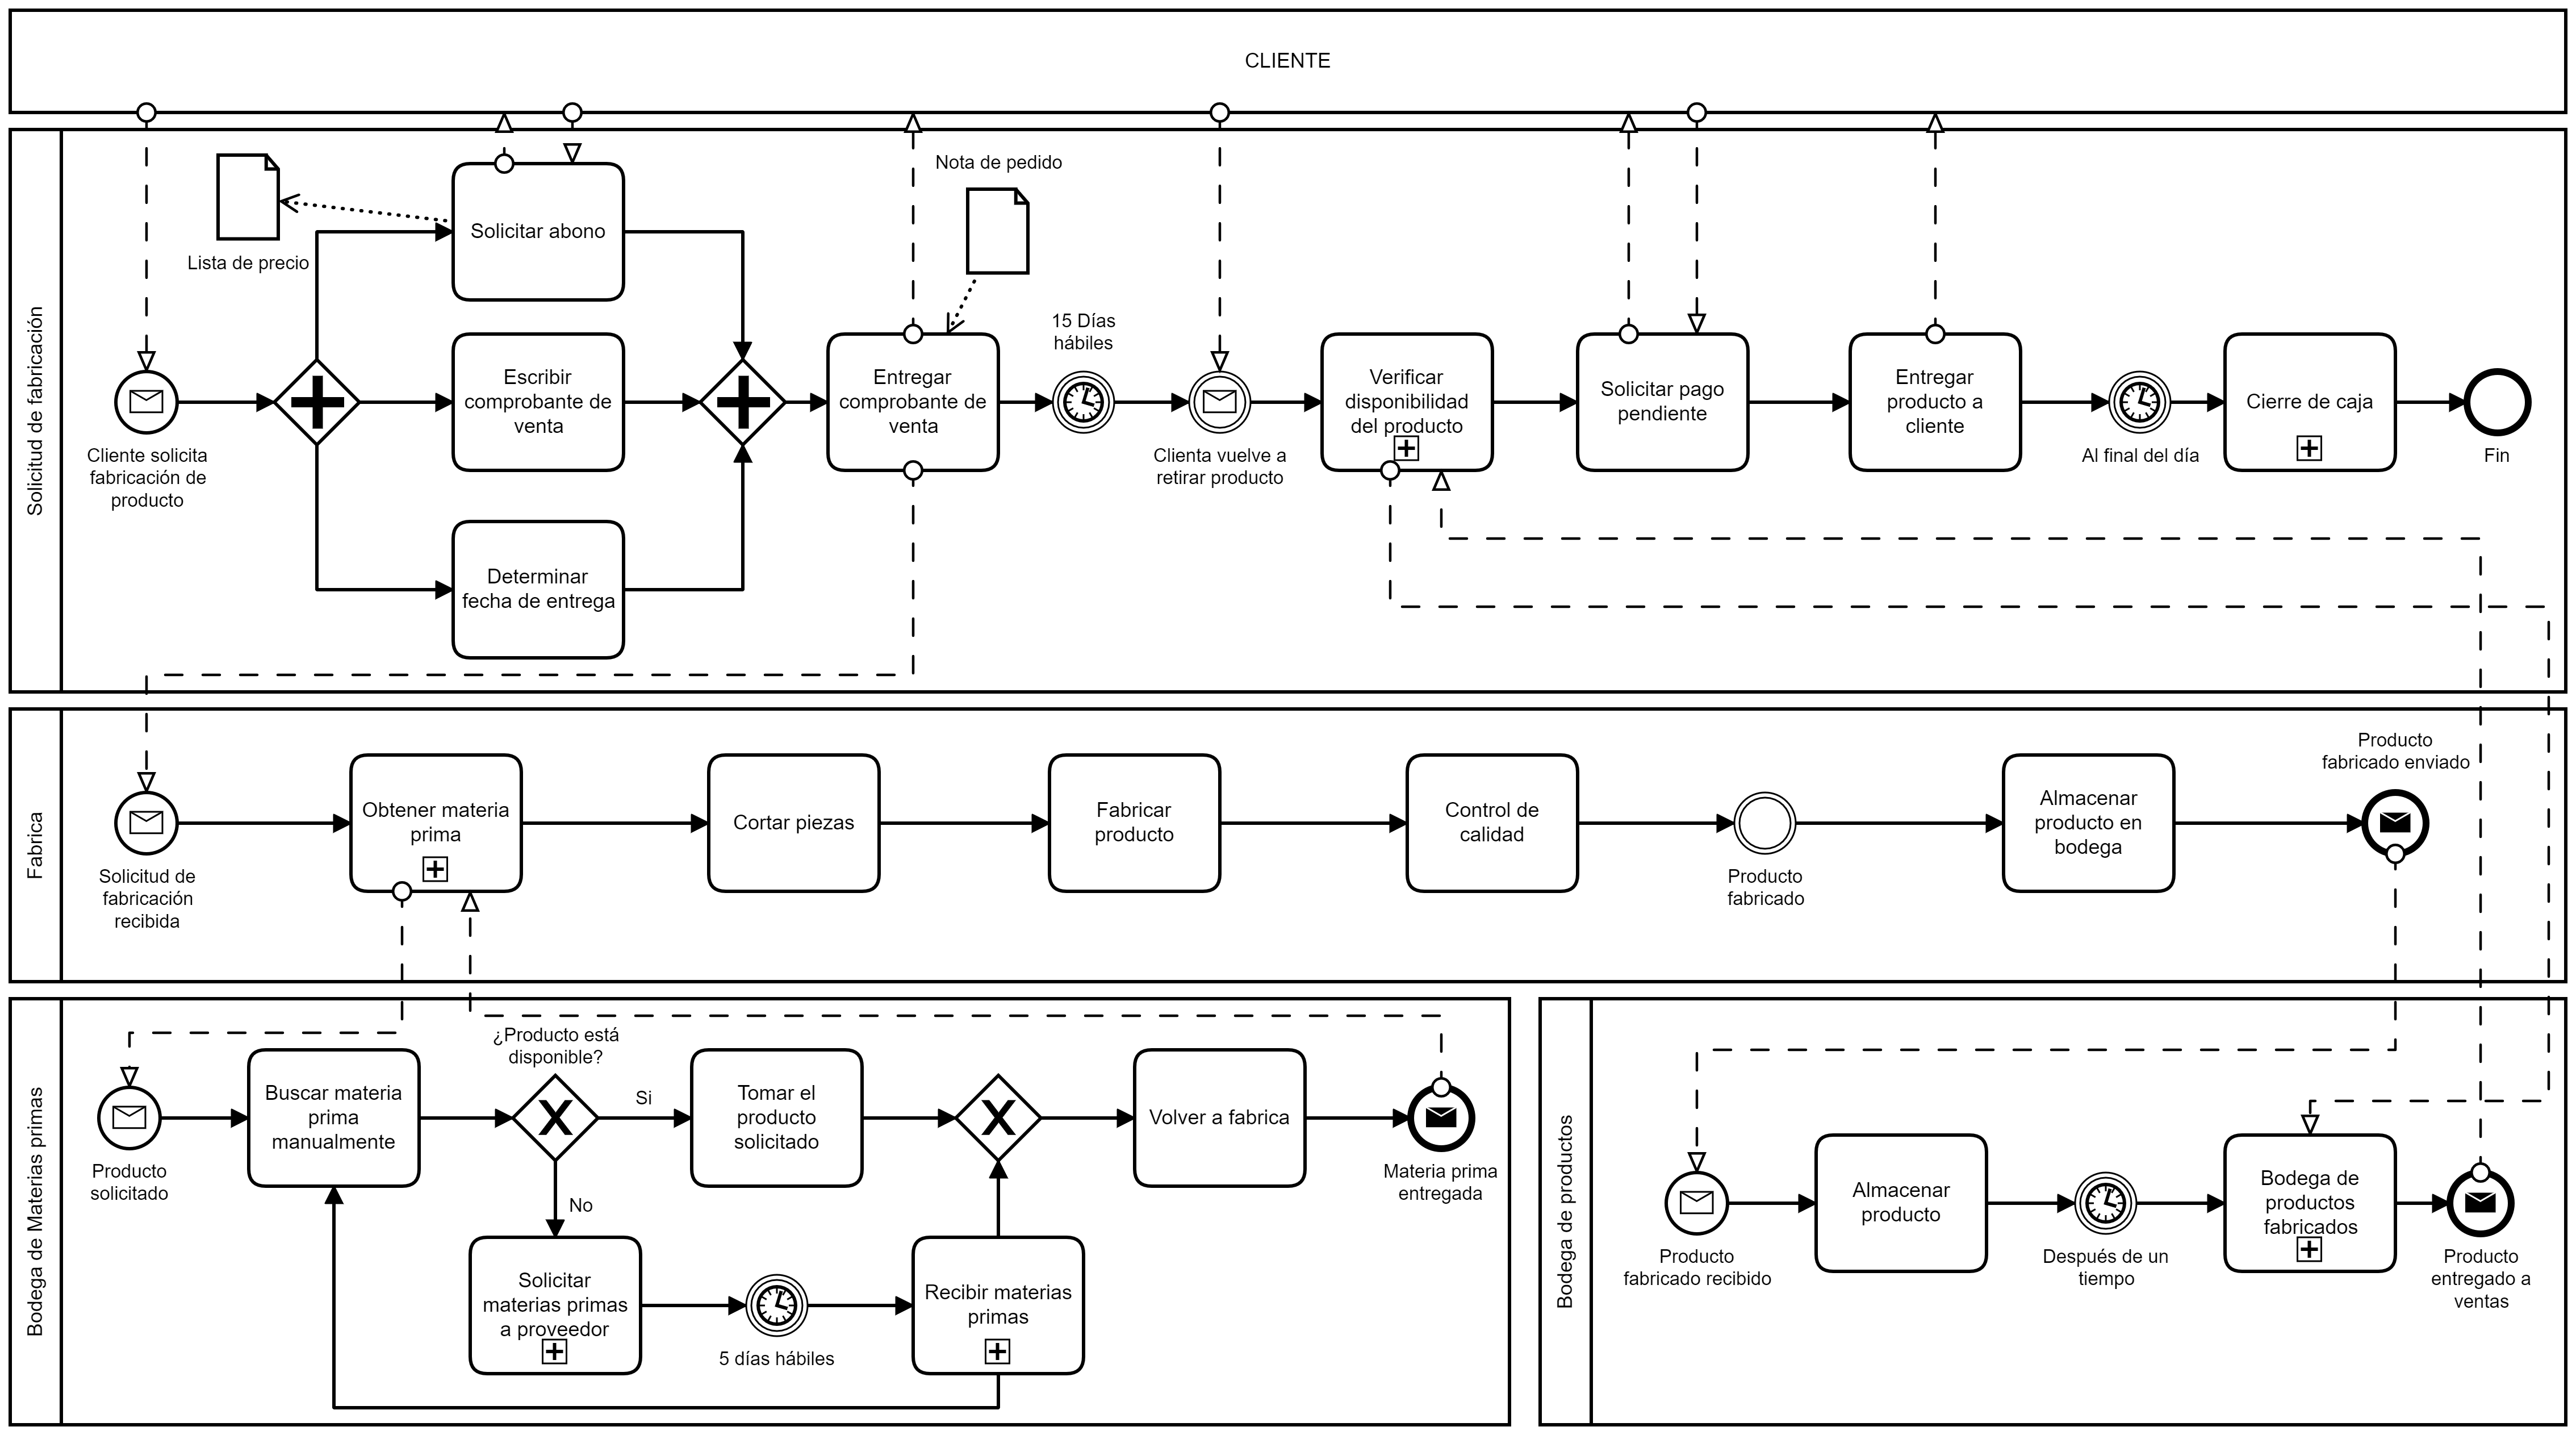 CLIENTE
Solicitud de fabricación
Cliente solicita
fabricación de
producto
Lista de precio
Solicitar abono
Escribir
comprobante de
venta
Determinar
fecha de entrega
Nota de pedido
Entregar
comprobante de
venta
15 Días
hábiles
Clienta vuelve a
retirar producto
Verificar
disponibilidad
del producto
Solicitar pago
pendiente
Entregar
producto a
cliente
Al final del día
Cierre de caja
Fin
Fabrica
Solicitud de
fabricación
recibida
Obtener materia
prima
Cortar piezas
Fabricar
producto
Control de
calidad
Producto
fabricado
Almacenar
producto en
bodega
Producto
fabricado enviado
Bodega de Materias primas
Producto
solicitado
Buscar materia
prima
manualmente
¿Producto está
disponible?
Si
No
Tomar el
producto
solicitado
Volver a fabrica
Materia prima
entregada
Solicitar
materias primas
a proveedor
5 días hábiles
Recibir materias
primas
Bodega de productos
Producto
fabricado recibido
Almacenar
producto
Después de un
tiempo
Bodega de
productos
fabricados
Producto
entregado a
ventas